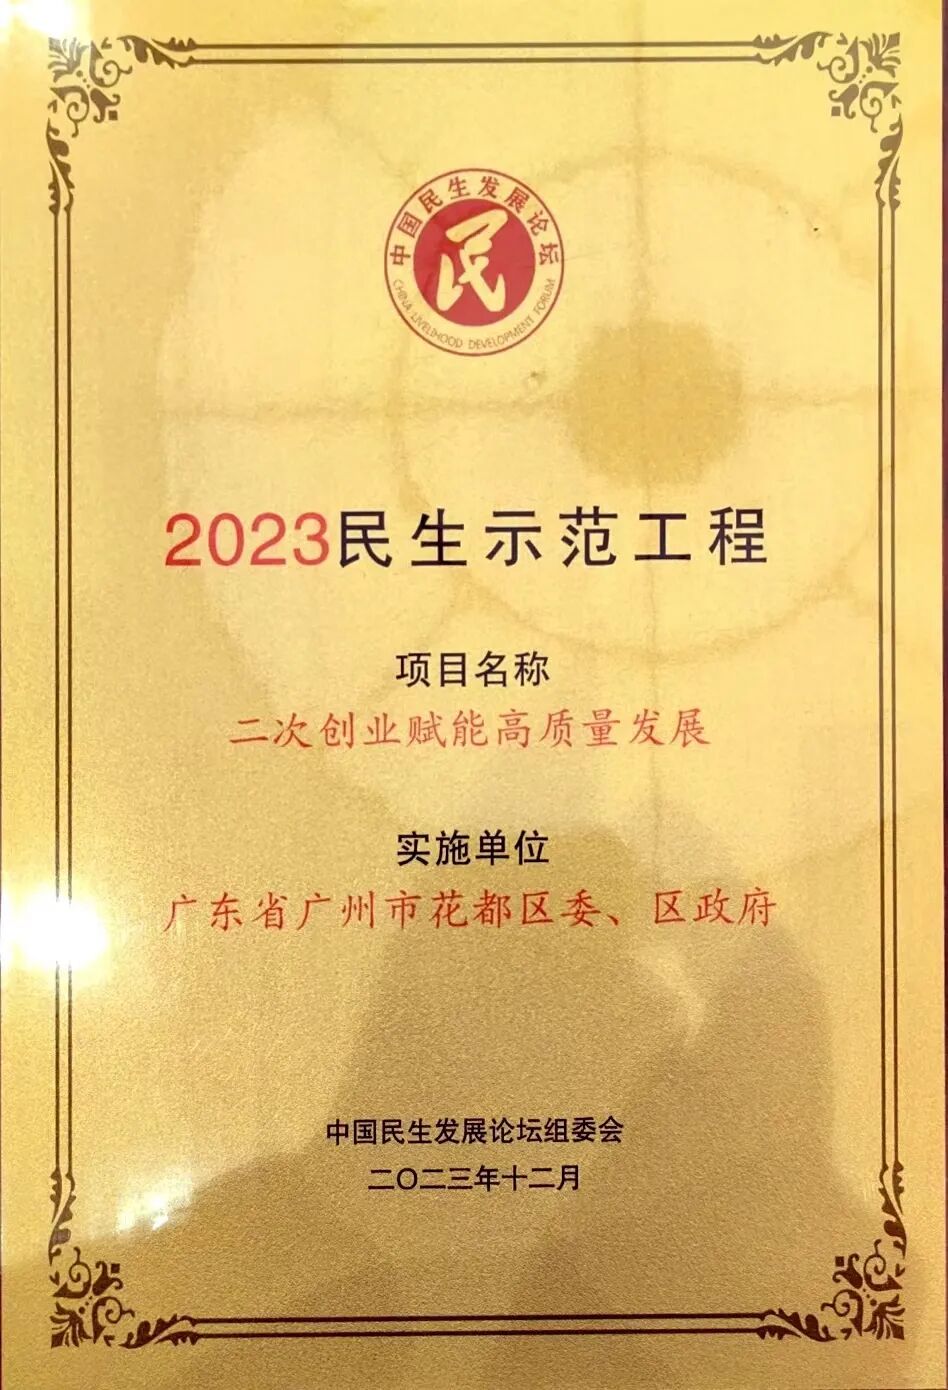 中国民生发展论坛
民
CHINA LIVELIHOOD DEVELOPMENT FORUM
2023民生示范工程
项目名称
二次创业赋能高质量发展
实施单位
广东省广州市花都区委、区政府
中国民生发展论坛组委会
二〇二三年十二月